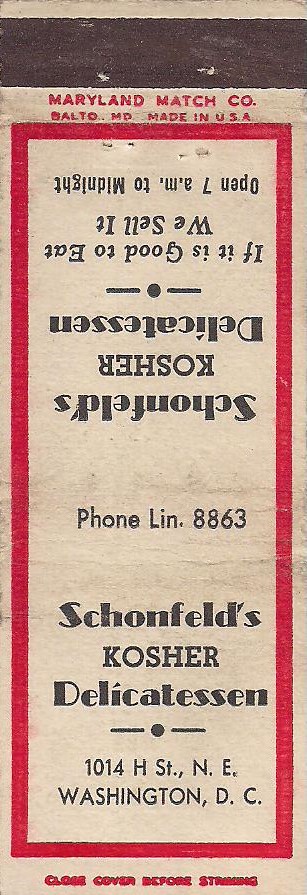 MARYLAND MATCH CO.
BALTO. MD. MADE IN U.S.A.
Schonfeld's
KOSHER
Delicatessen
If it is Good to Eat
We Sell It
Open 7 a.m. to Midnight
Phone Lin. 8863
Schonfeld's
KOSHER
Delicatessen
1014 H St., N. E.
WASHINGTON, D. C.
CLOSE COVER BEFORE STRIKING